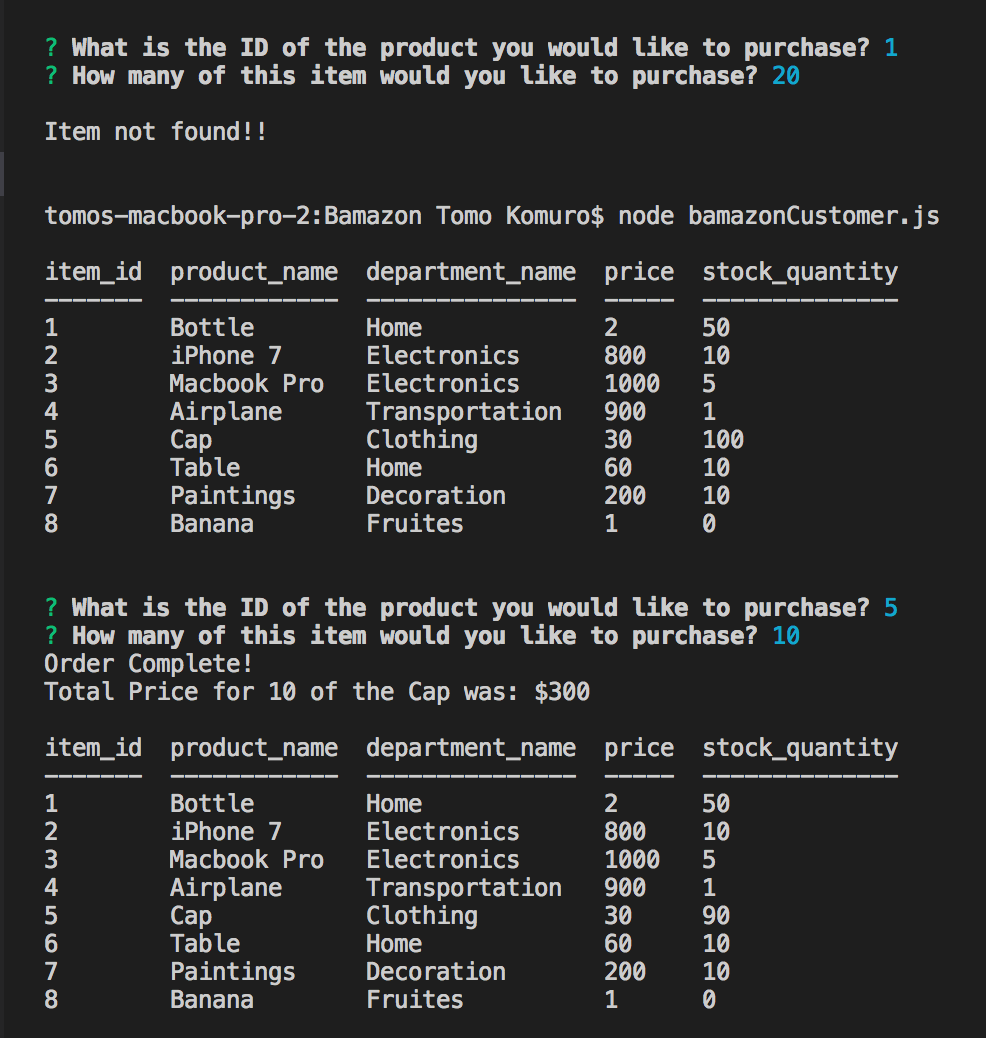 ? What is the ID of the product you would like to purchase? 1
? How many of this item would you like to purchase? 20
Item not found!!
tomos-macbook-pro-2:Bamazon Tomo Komuro$ node bamazonCustomer.js
item_id  product_name  department_name  price  stock_quantity
-------  ------------  ---------------  -----  --------------
1        Bottle        Home             2      50
2        iPhone 7      Electronics      800    10
3        Macbook Pro   Electronics      1000   5
4        Airplane      Transportation   900    1
5        Cap           Clothing         30     100
6        Table         Home             60     10
7        Paintings     Decoration       200    10
8        Banana        Fruites          1      0
? What is the ID of the product you would like to purchase? 5
? How many of this item would you like to purchase? 10
Order Complete!
Total Price for 10 of the Cap was: $300
item_id  product_name  department_name  price  stock_quantity
-------  ------------  ---------------  -----  --------------
1        Bottle        Home             2      50
2        iPhone 7      Electronics      800    10
3        Macbook Pro   Electronics      1000   5
4        Airplane      Transportation   900    1
5        Cap           Clothing         30     90
6        Table         Home             60     10
7        Paintings     Decoration       200    10
8        Banana        Fruites          1      0